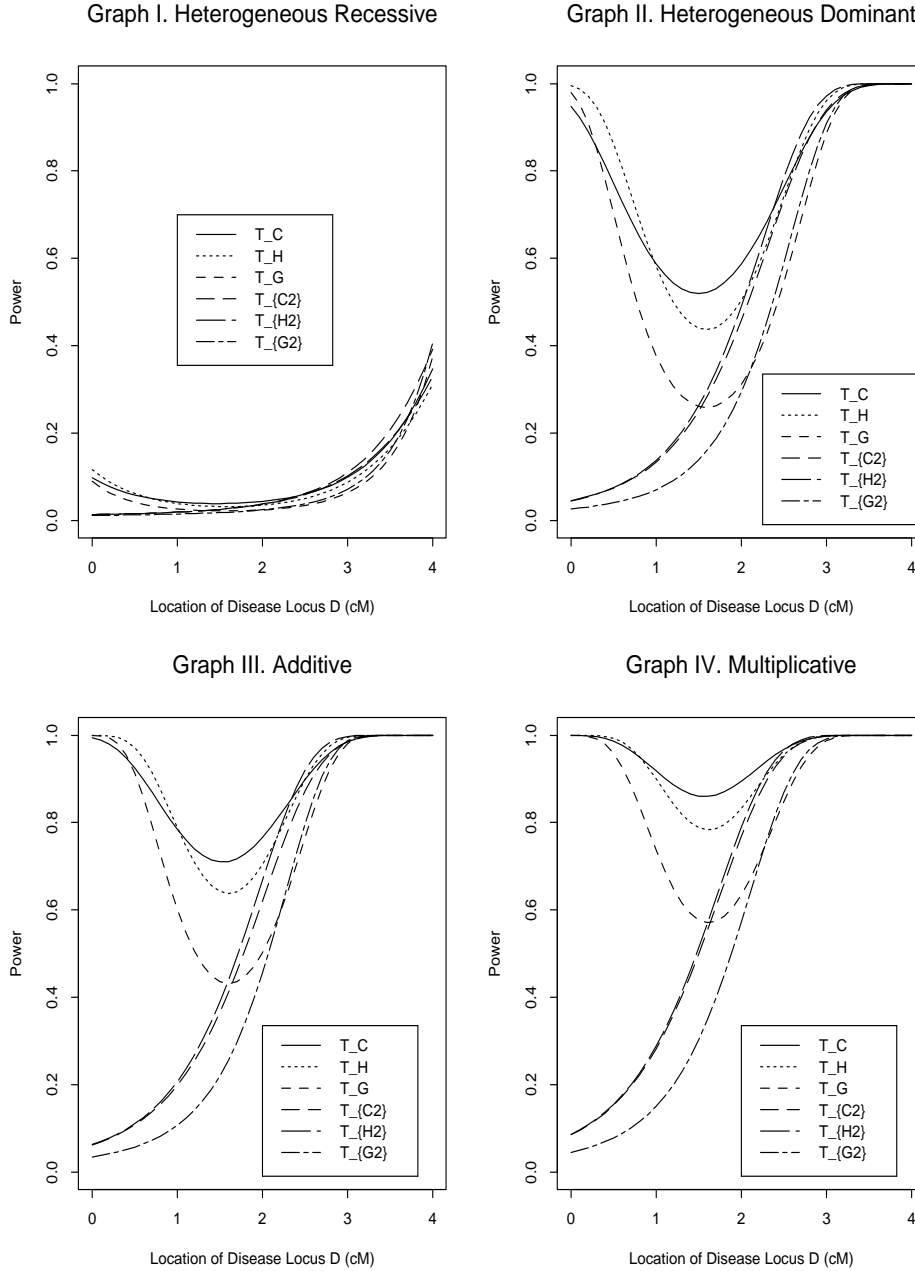 Graph I. Heterogeneous Recessive
Power
1.0
0.8
0.6
0.4
0.2
0.0
T_C
T_H
T_G
T_{C2}
T_{H2}
T_{G2}
0 1 2 3 4
Location of Disease Locus D (cM)
Graph II. Heterogeneous Dominant
Power
1.0
0.8
0.6
0.4
0.2
0.0
T_C
T_H
T_G
T_{C2}
T_{H2}
T_{G2}
0 1 2 3 4
Location of Disease Locus D (cM)
Graph III. Additive
Power
1.0
0.8
0.6
0.4
0.2
0.0
T_C
T_H
T_G
T_{C2}
T_{H2}
T_{G2}
0 1 2 3 4
Location of Disease Locus D (cM)
Graph IV. Multiplicative
Power
1.0
0.8
0.6
0.4
0.2
0.0
T_C
T_H
T_G
T_{C2}
T_{H2}
T_{G2}
0 1 2 3 4
Location of Disease Locus D (cM)